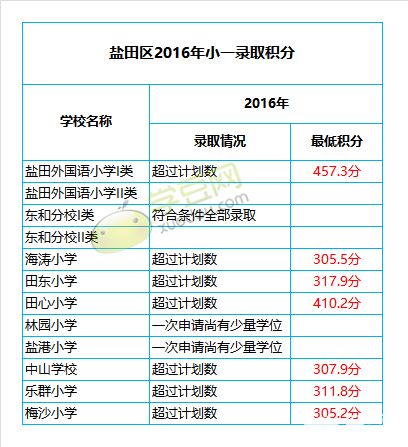 盐田区2016年小一录取积分
学校名称
2016年
录取情况 最低积分
盐田外国语小学I类 超过计划数 457.3分
盐田外国语小学II类
东和分校I类 符合条件全部录取
东和分校II类
海涛小学 超过计划数 305.5分
田东小学 超过计划数 317.9分
田心小学 超过计划数 410.2分
林园小学 一次申请尚有少量学位
盐港小学 一次申请尚有少量学位
中山学校 超过计划数 307.9分
乐群小学 超过计划数 311.8分
梅沙小学 超过计划数 305.2分
学豆网